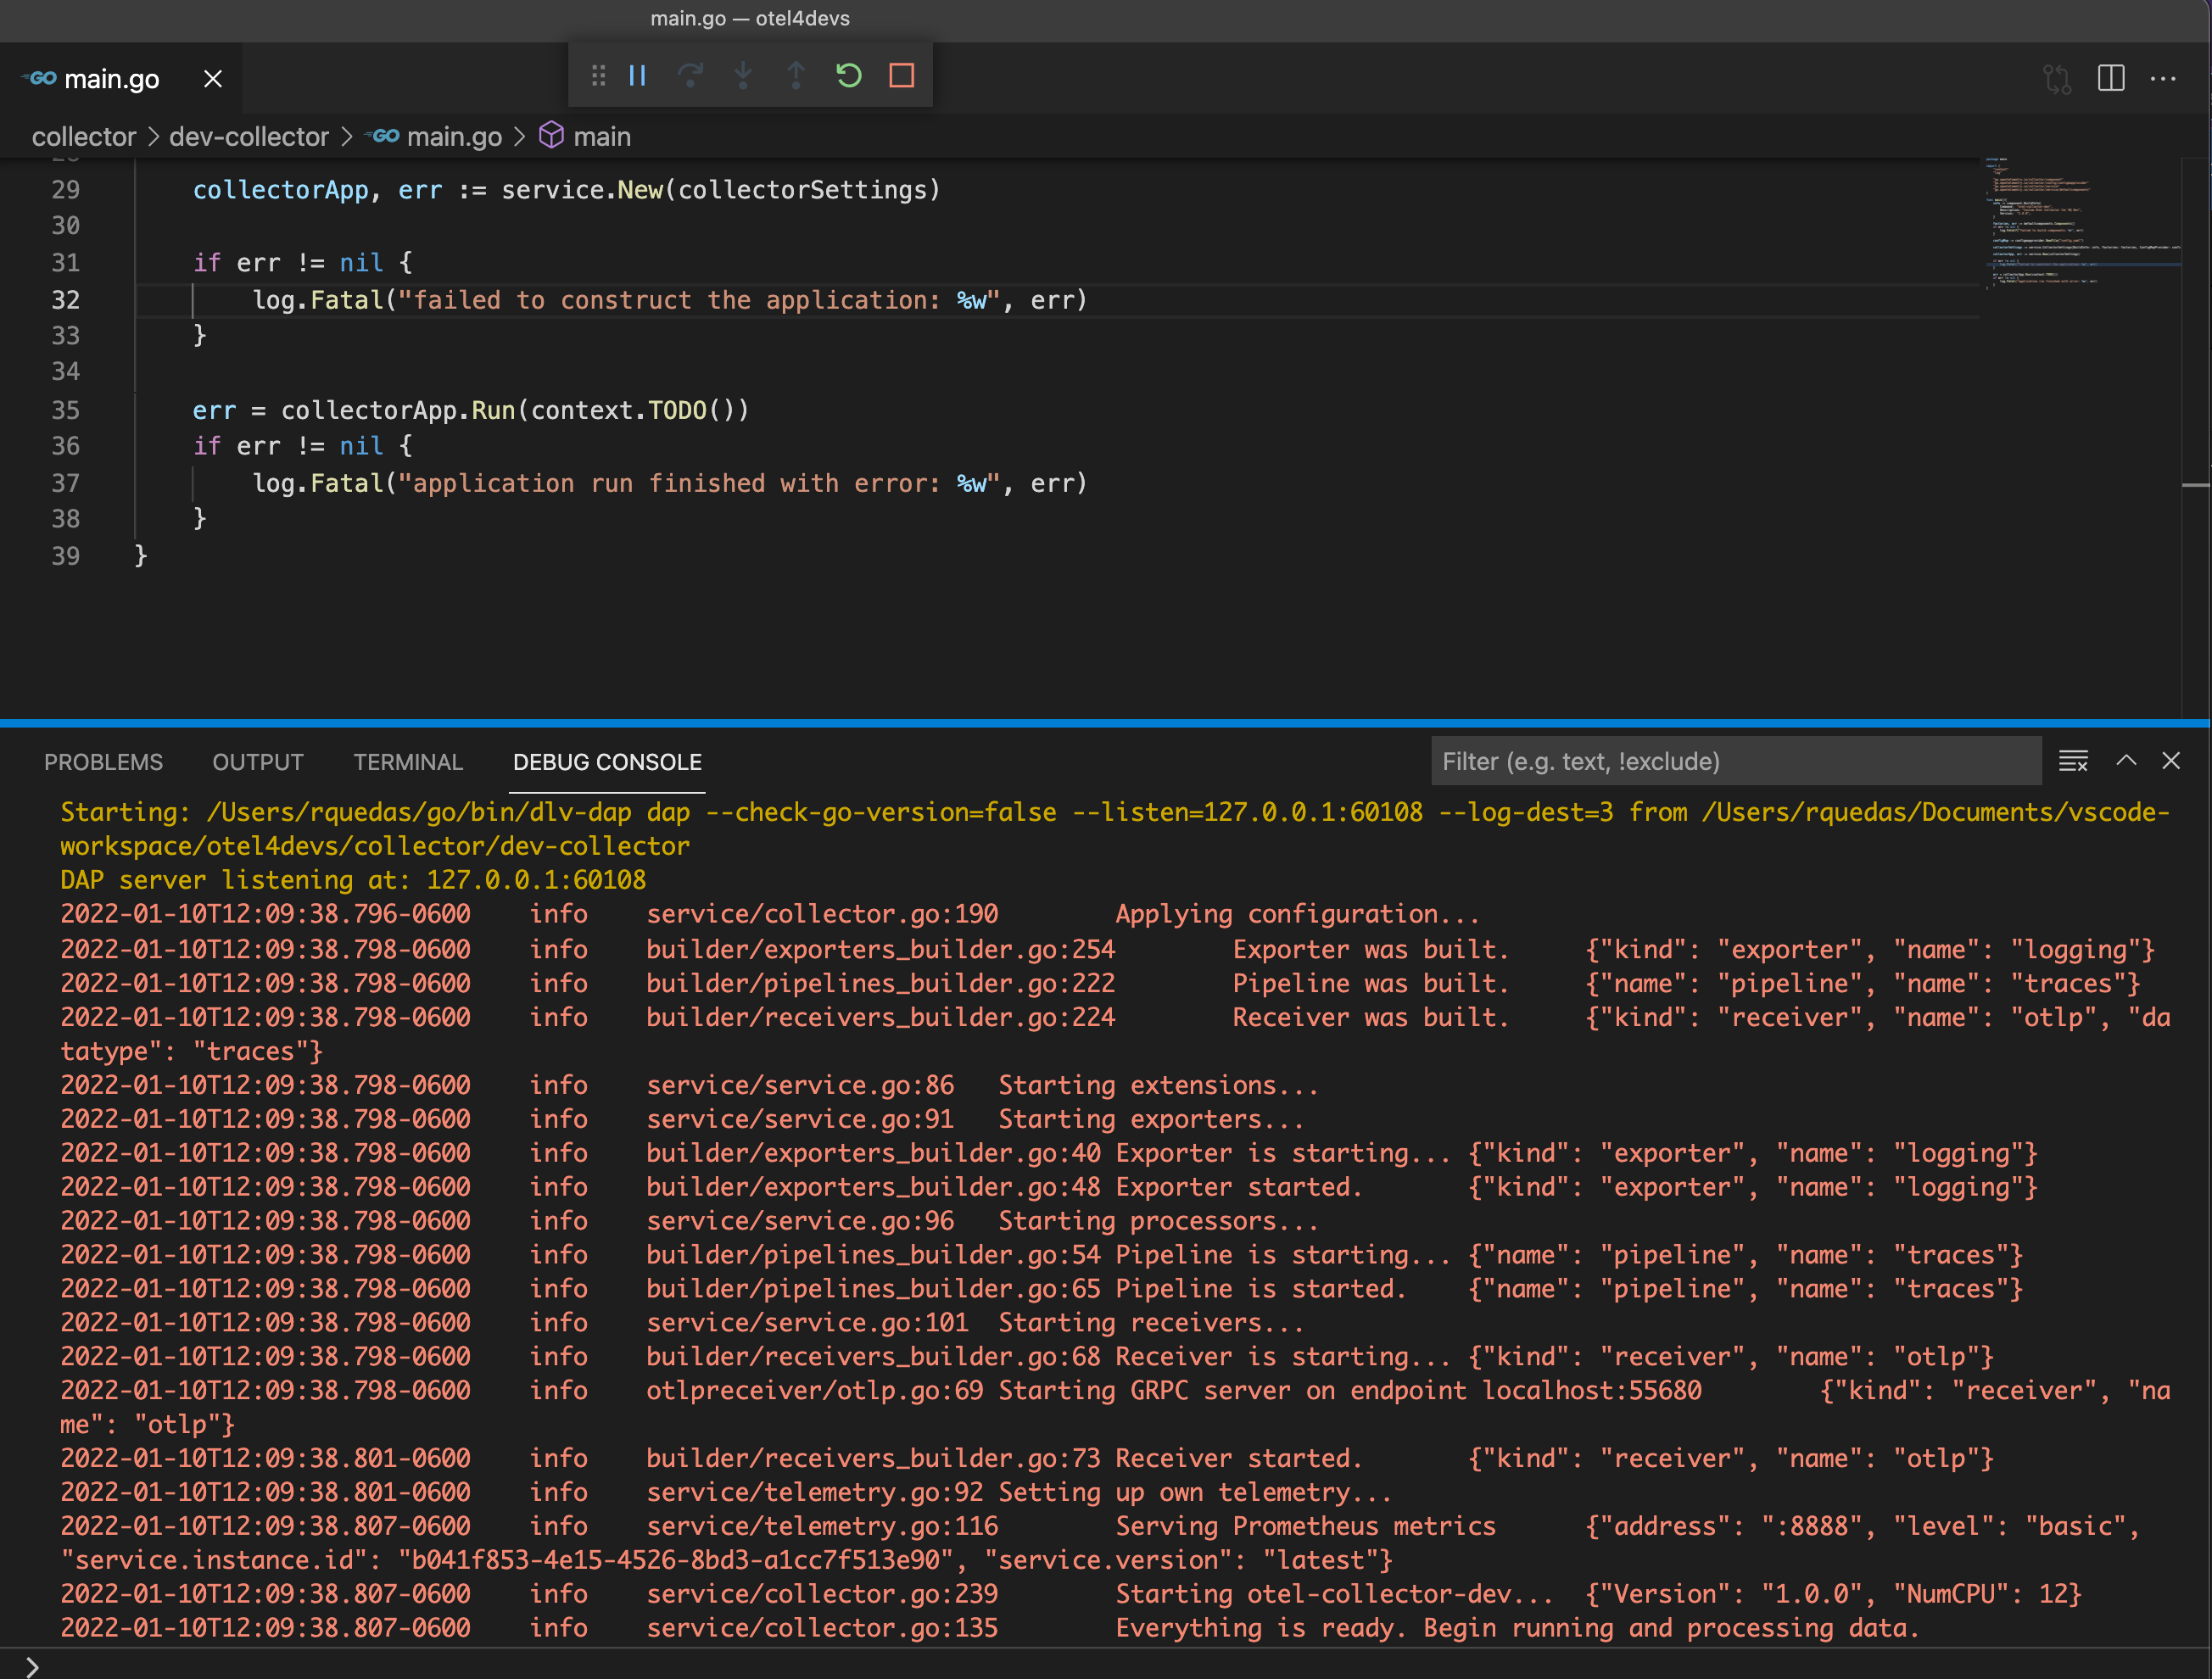 main.go — otel4devs
GO main.go
collector > dev-collector > GO main.go > main
29 collectorApp, err := service.New(collectorSettings)
30
31 if err != nil {
32 log.Fatal("failed to construct the application: %w", err)
33 }
34
35 err = collectorApp.Run(context.TODO())
36 if err != nil {
37 log.Fatal("application run finished with error: %w", err)
38 }
39 }
PROBLEMS OUTPUT TERMINAL DEBUG CONSOLE Filter (e.g. text, !exclude)
Starting: /Users/rquedas/go/bin/dlv-dap dap --check-go-version=false --listen=127.0.0.1:60108 --log-dest=3 from /Users/rquedas/Documents/vscode-
workspace/otel4devs/collector/dev-collector
DAP server listening at: 127.0.0.1:60108
2022-01-10T12:09:38.796-0600 info service/collector.go:190 Applying configuration...
2022-01-10T12:09:38.798-0600 info builder/exporters_builder.go:254 Exporter was built. {"kind": "exporter", "name": "logging"}
2022-01-10T12:09:38.798-0600 info builder/pipelines_builder.go:222 Pipeline was built. {"name": "pipeline", "name": "traces"}
2022-01-10T12:09:38.798-0600 info builder/receivers_builder.go:224 Receiver was built. {"kind": "receiver", "name": "otlp", "da
tatype": "traces"}
2022-01-10T12:09:38.798-0600 info service/service.go:86 Starting extensions...
2022-01-10T12:09:38.798-0600 info service/service.go:91 Starting exporters...
2022-01-10T12:09:38.798-0600 info builder/exporters_builder.go:40 Exporter is starting... {"kind": "exporter", "name": "logging"}
2022-01-10T12:09:38.798-0600 info builder/exporters_builder.go:48 Exporter started. {"kind": "exporter", "name": "logging"}
2022-01-10T12:09:38.798-0600 info service/service.go:96 Starting processors...
2022-01-10T12:09:38.798-0600 info builder/pipelines_builder.go:54 Pipeline is starting... {"name": "pipeline", "name": "traces"}
2022-01-10T12:09:38.798-0600 info builder/pipelines_builder.go:65 Pipeline is started. {"name": "pipeline", "name": "traces"}
2022-01-10T12:09:38.798-0600 info service/service.go:101 Starting receivers...
2022-01-10T12:09:38.798-0600 info builder/receivers_builder.go:68 Receiver is starting... {"kind": "receiver", "name": "otlp"}
2022-01-10T12:09:38.798-0600 info otlpreceiver/otlp.go:69 Starting GRPC server on endpoint localhost:55680 {"kind": "receiver", "na
me": "otlp"}
2022-01-10T12:09:38.801-0600 info builder/receivers_builder.go:73 Receiver started. {"kind": "receiver", "name": "otlp"}
2022-01-10T12:09:38.801-0600 info service/telemetry.go:92 Setting up own telemetry...
2022-01-10T12:09:38.807-0600 info service/telemetry.go:116 Serving Prometheus metrics {"address": ":8888", "level": "basic",
"service.instance.id": "b041f853-4e15-4526-8bd3-a1cc7f513e90", "service.version": "latest"}
2022-01-10T12:09:38.807-0600 info service/collector.go:239 Starting otel-collector-dev... {"Version": "1.0.0", "NumCPU": 12}
2022-01-10T12:09:38.807-0600 info service/collector.go:135 Everything is ready. Begin running and processing data.